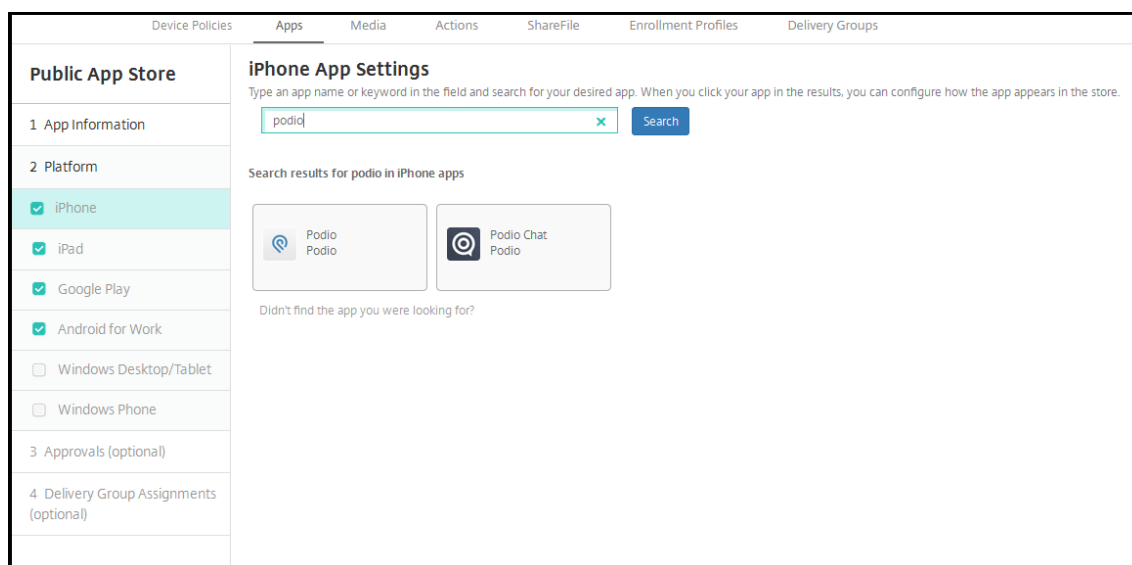 Device Policies Apps Media Actions ShareFile Enrollment Profiles Delivery Groups
Public App Store
1 App Information
2 Platform
iPhone
iPad
Google Play
Android for Work
Windows Desktop/Tablet
Windows Phone
3 Approvals (optional)
4 Delivery Group Assignments
(optional)
iPhone App Settings
Type an app name or keyword in the field and search for your desired app. When you click your app in the results, you can configure how the app appears in the store.
podio Search
Search results for podio in iPhone apps
Podio
Podio
Podio Chat
Podio
Didn't find the app you were looking for?